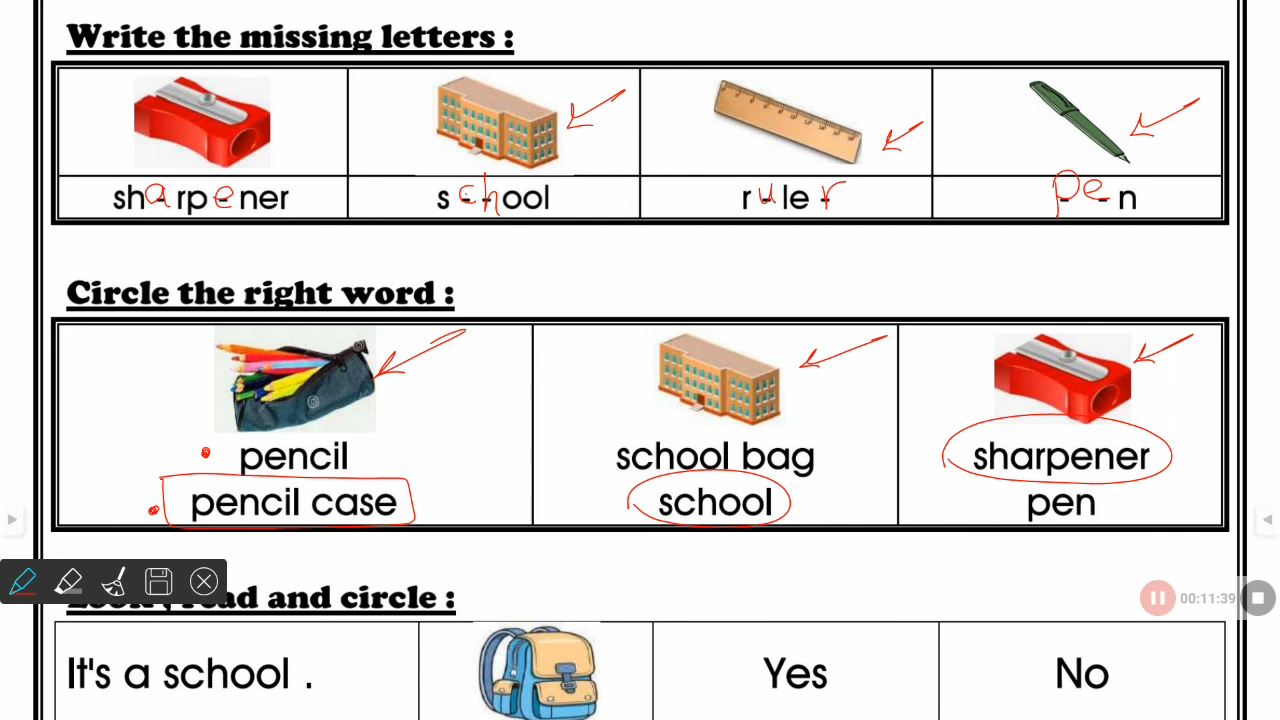 Write the missing letters :
sharpener school ruler pen
Circle the right word :
pencil school bag sharpener
pencil case school pen
Look , read and circle :
00:11:39
It's a school . Yes No